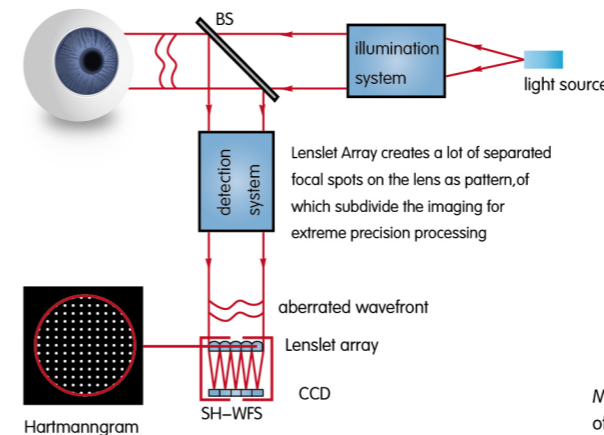 BS
illumination
system
light source
detection
system
Lenslet Array creates a lot of separated
focal spots on the lens as pattern,of
which subdivide the imaging for
extreme precision processing
aberrated wavefront
Lenslet array
CCD
SH–WFS
Hartmanngram
M
of